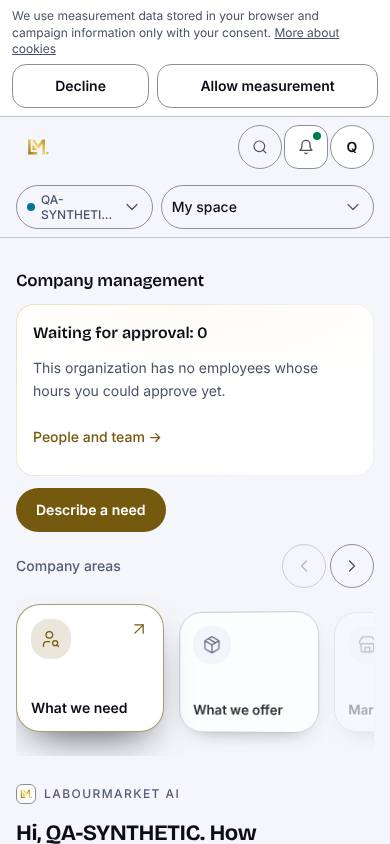 We use measurement data stored in your browser and
campaign information only with your consent. More about
cookies
Decline
Allow measurement
LM.
Q
QA-
SYNTHETI...
My space
Company management
Waiting for approval: 0
This organization has no employees whose
hours you could approve yet.
People and team →
Describe a need
Company areas
What we need
What we offer
Mar
LM.
LABOURMARKET AI
Hi, QA-SYNTHETIC. How